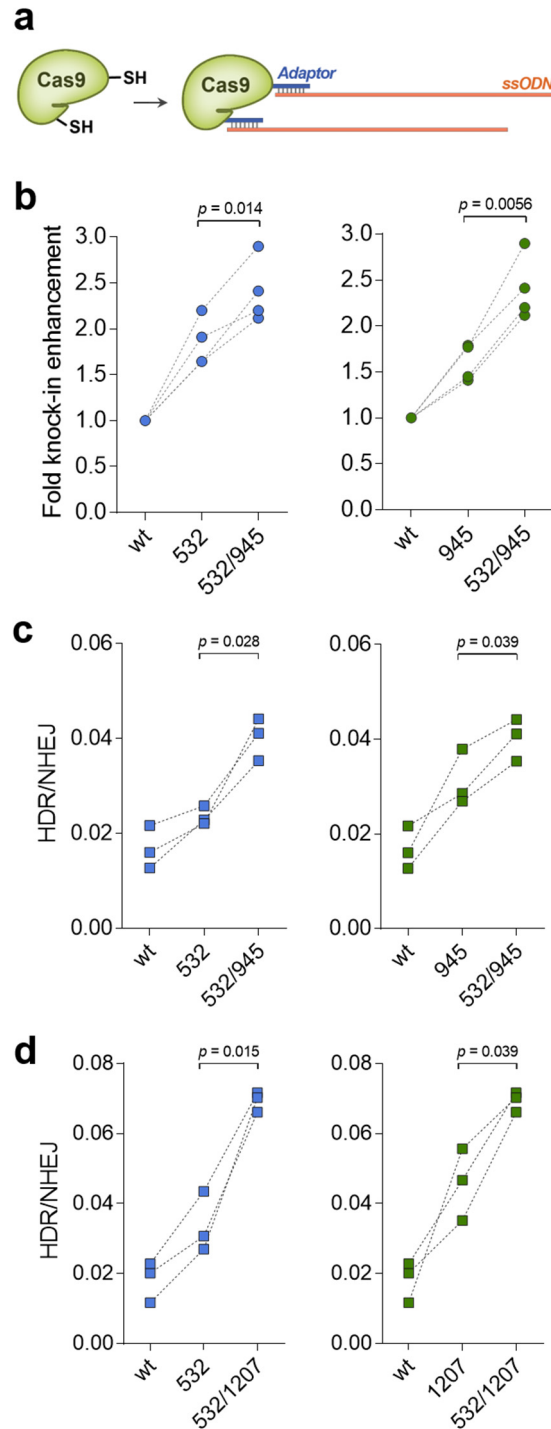 a
Cas9
SH
SH
Cas9
Adaptor
ssODN
b
p = 0.014
p = 0.0056
Fold knock-in enhancement
3.0
2.5
2.0
1.5
1.0
0.5
0.0
wt
532
532/945
3.0
2.5
2.0
1.5
1.0
0.5
0.0
wt
945
532/945
c
p = 0.028
p = 0.039
HDR/NHEJ
0.06
0.04
0.02
0.00
wt
532
532/945
0.06
0.04
0.02
0.00
wt
945
532/945
d
p = 0.015
p = 0.039
HDR/NHEJ
0.08
0.06
0.04
0.02
0.00
wt
532
532/1207
0.08
0.06
0.04
0.02
0.00
wt
1207
532/1207